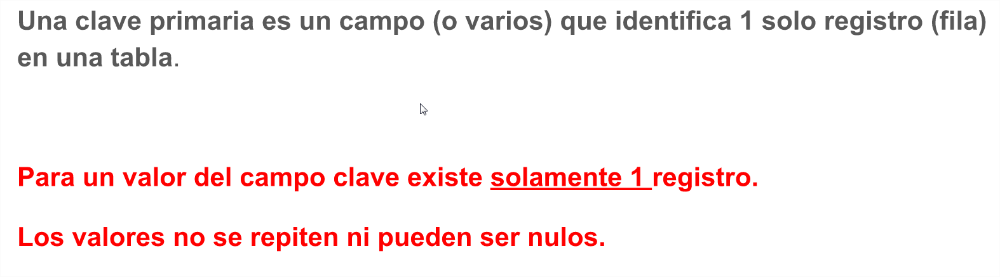 Una clave primaria es un campo (o varios) que identifica 1 solo registro (fila)
en una tabla.
Para un valor del campo clave existe solamente 1 registro.
Los valores no se repiten ni pueden ser nulos.